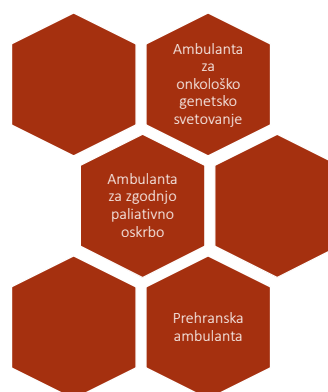 Ambulanta
za
onkološko
genetsko
svetovanje
Ambulanta
za zgodnjo
paliativno
oskrbo
Prehranska
ambulanta